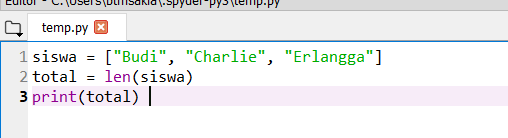 Editor - C:\Users\btmsakla\.spyder-py3\temp.py
temp.py
1 siswa = ["Budi", "Charlie", "Erlangga"]
2 total = len(siswa)
3 print(total)